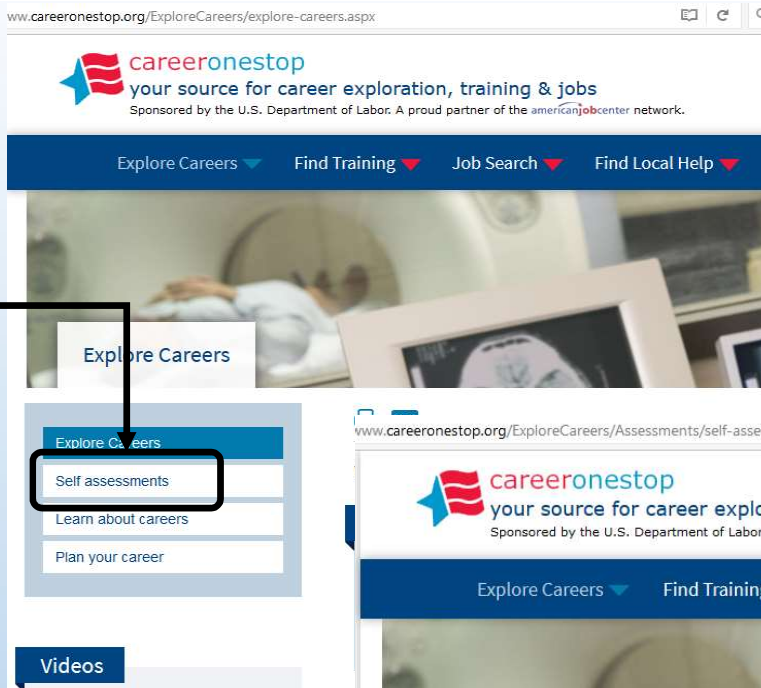 ww.careeronestop.org/ExploreCareers/explore-careers.aspx
careeronestop
your source for career exploration, training & jobs
Sponsored by the U.S. Department of Labor. A proud partner of the americanjobcenter network.
Explore Careers Find Training Job Search Find Local Help
Explore Careers
Explore Careers
Self assessments
Learn about careers
Plan your career
Videos
www.careeronestop.org/ExploreCareers/Assessments/self-asse
careeronestop
your source for career explo
Sponsored by the U.S. Department of Labor
Explore Careers Find Training